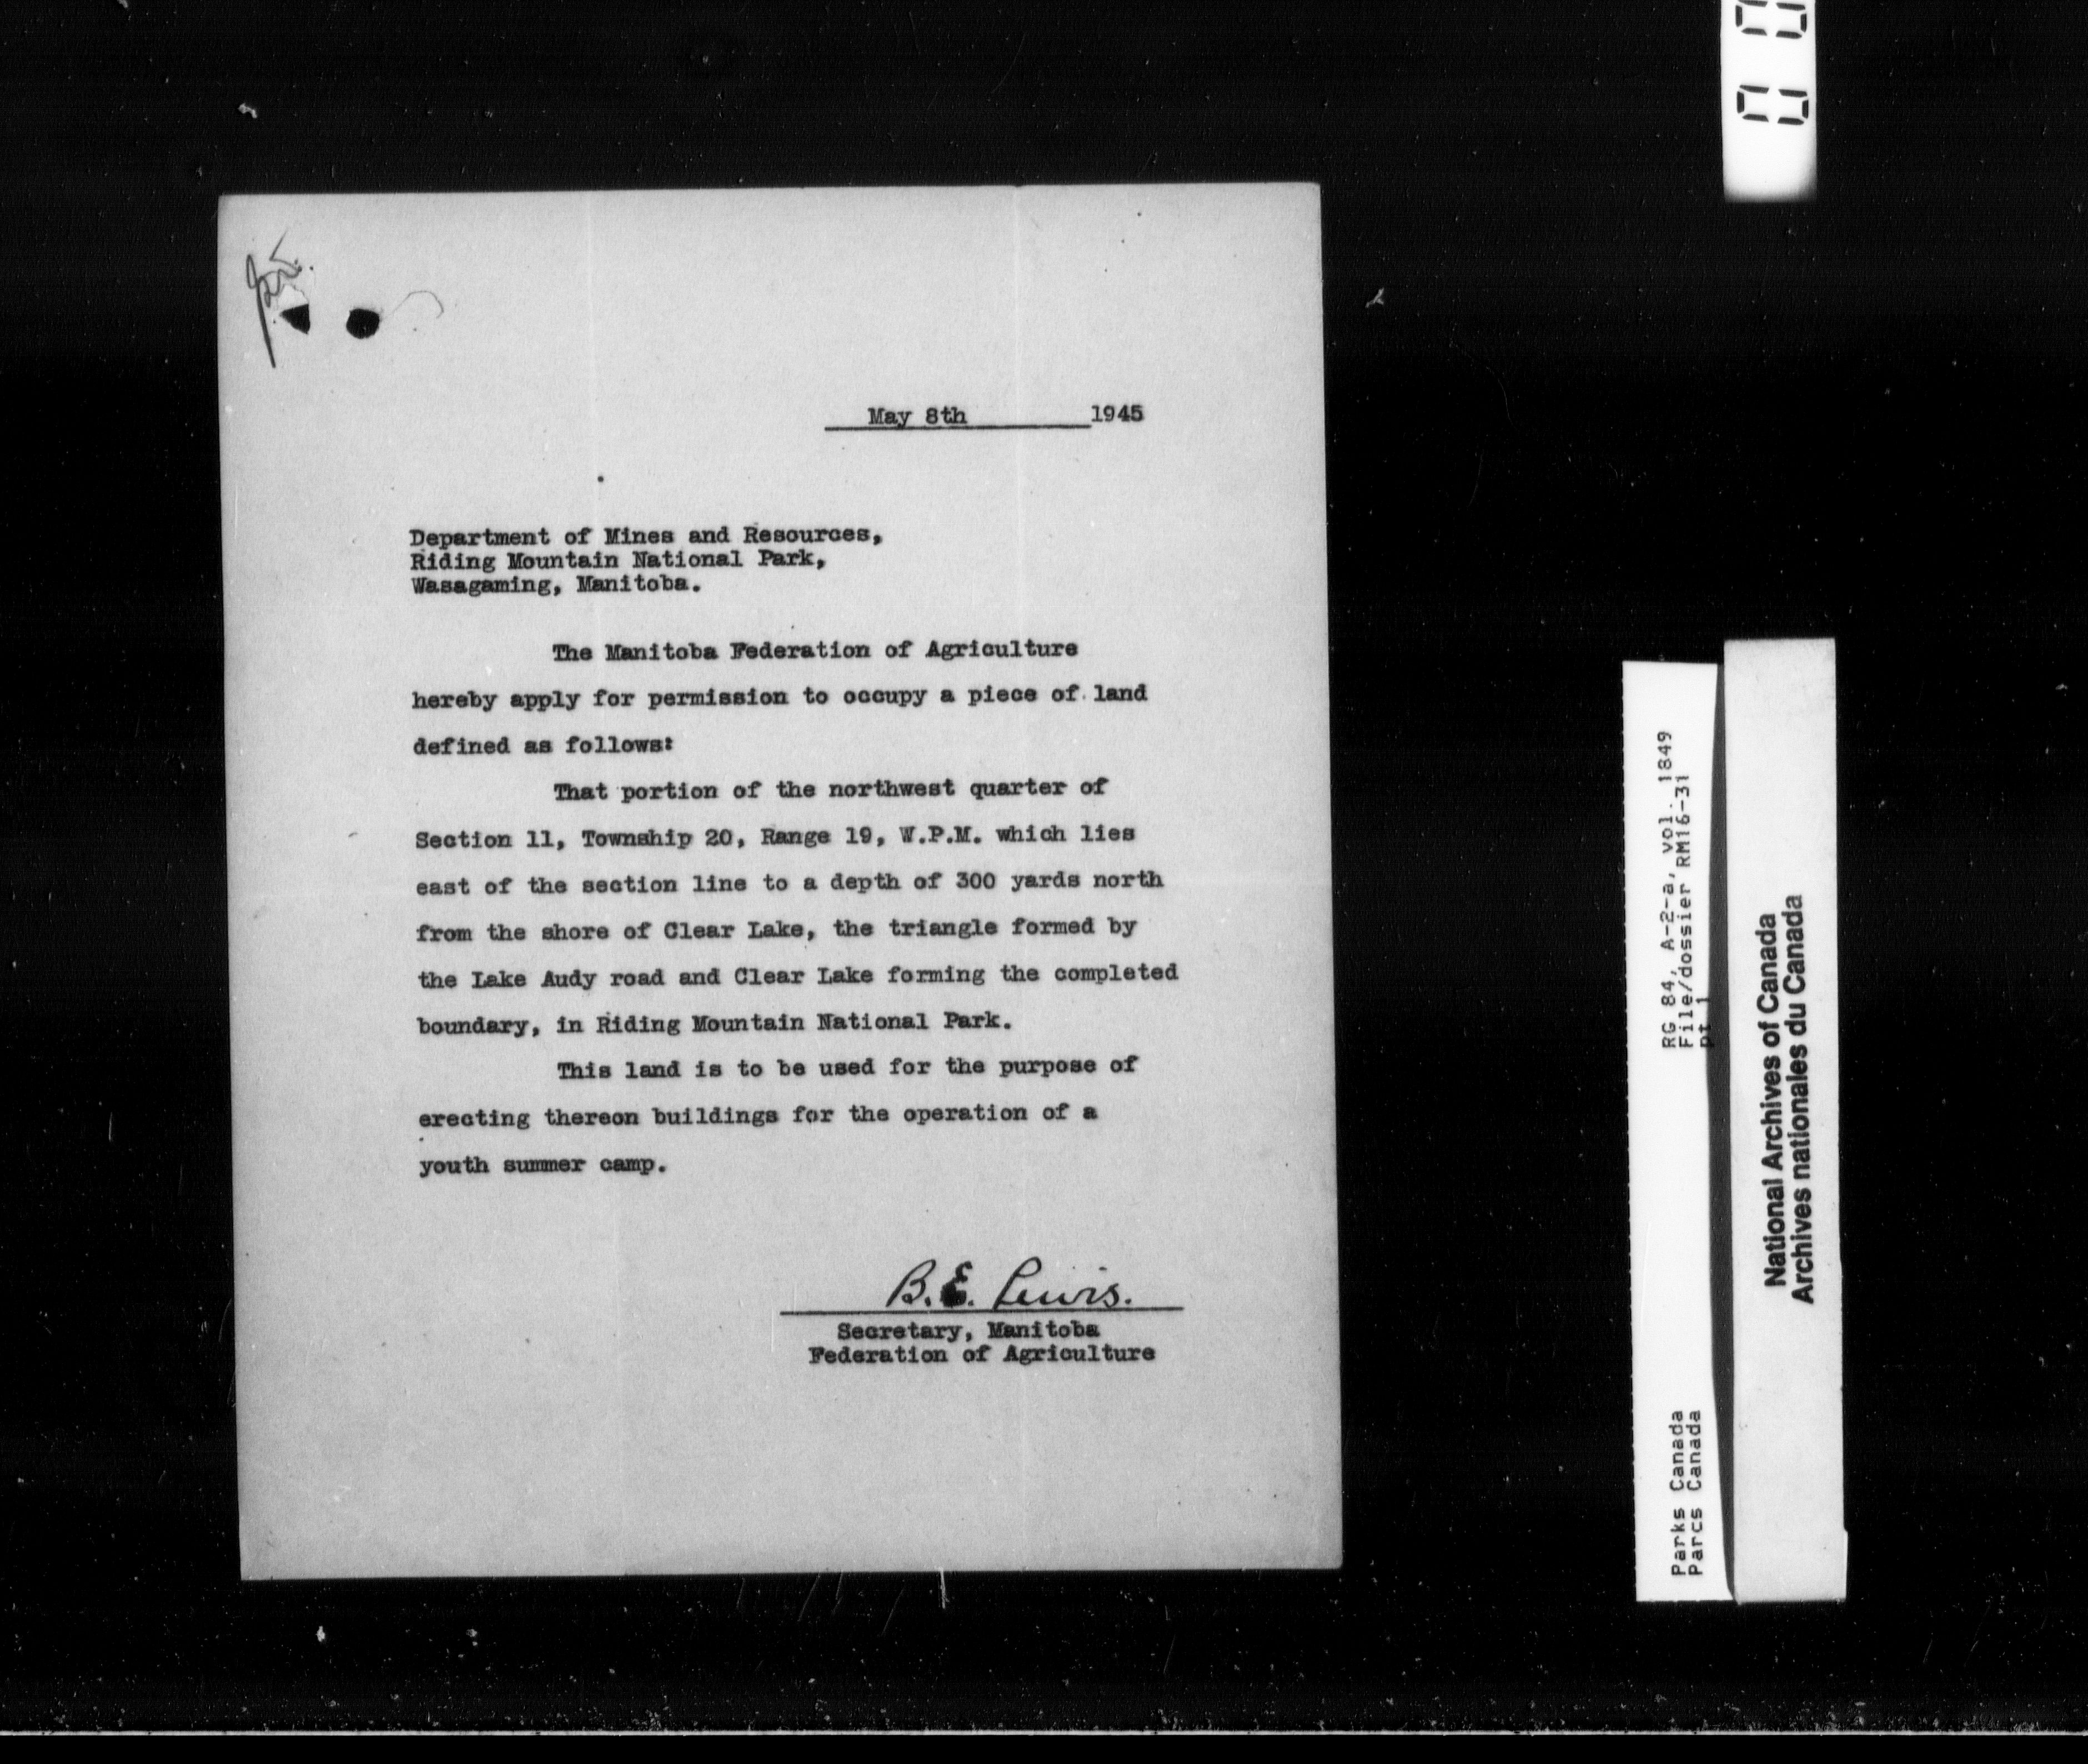 May 8th 1945
Department of Mines and Resources,
Riding Mountain National Park,
Wasagaming, Manitoba.
The Manitoba Federation of Agriculture
hereby apply for permission to occupy a piece of land
defined as follows:
That portion of the northwest quarter of
Section 11, Township 20, Range 19, W.P.M. which lies
east of the section line to a depth of 300 yards north
from the shore of Clear Lake, the triangle formed by
the Lake Audy road and Clear Lake forming the completed
boundary, in Riding Mountain National Park.
This land is to be used for the purpose of
erecting thereon buildings for the operation of a
youth summer camp.
B.E. Lewis.
Secretary, Manitoba
Federation of Agriculture
RG 84, A-2-a, vol. 1849
File/dossier RM16-31
pt 1
Parks Canada
Parcs Canada
National Archives of Canada
Archives nationales du Canada